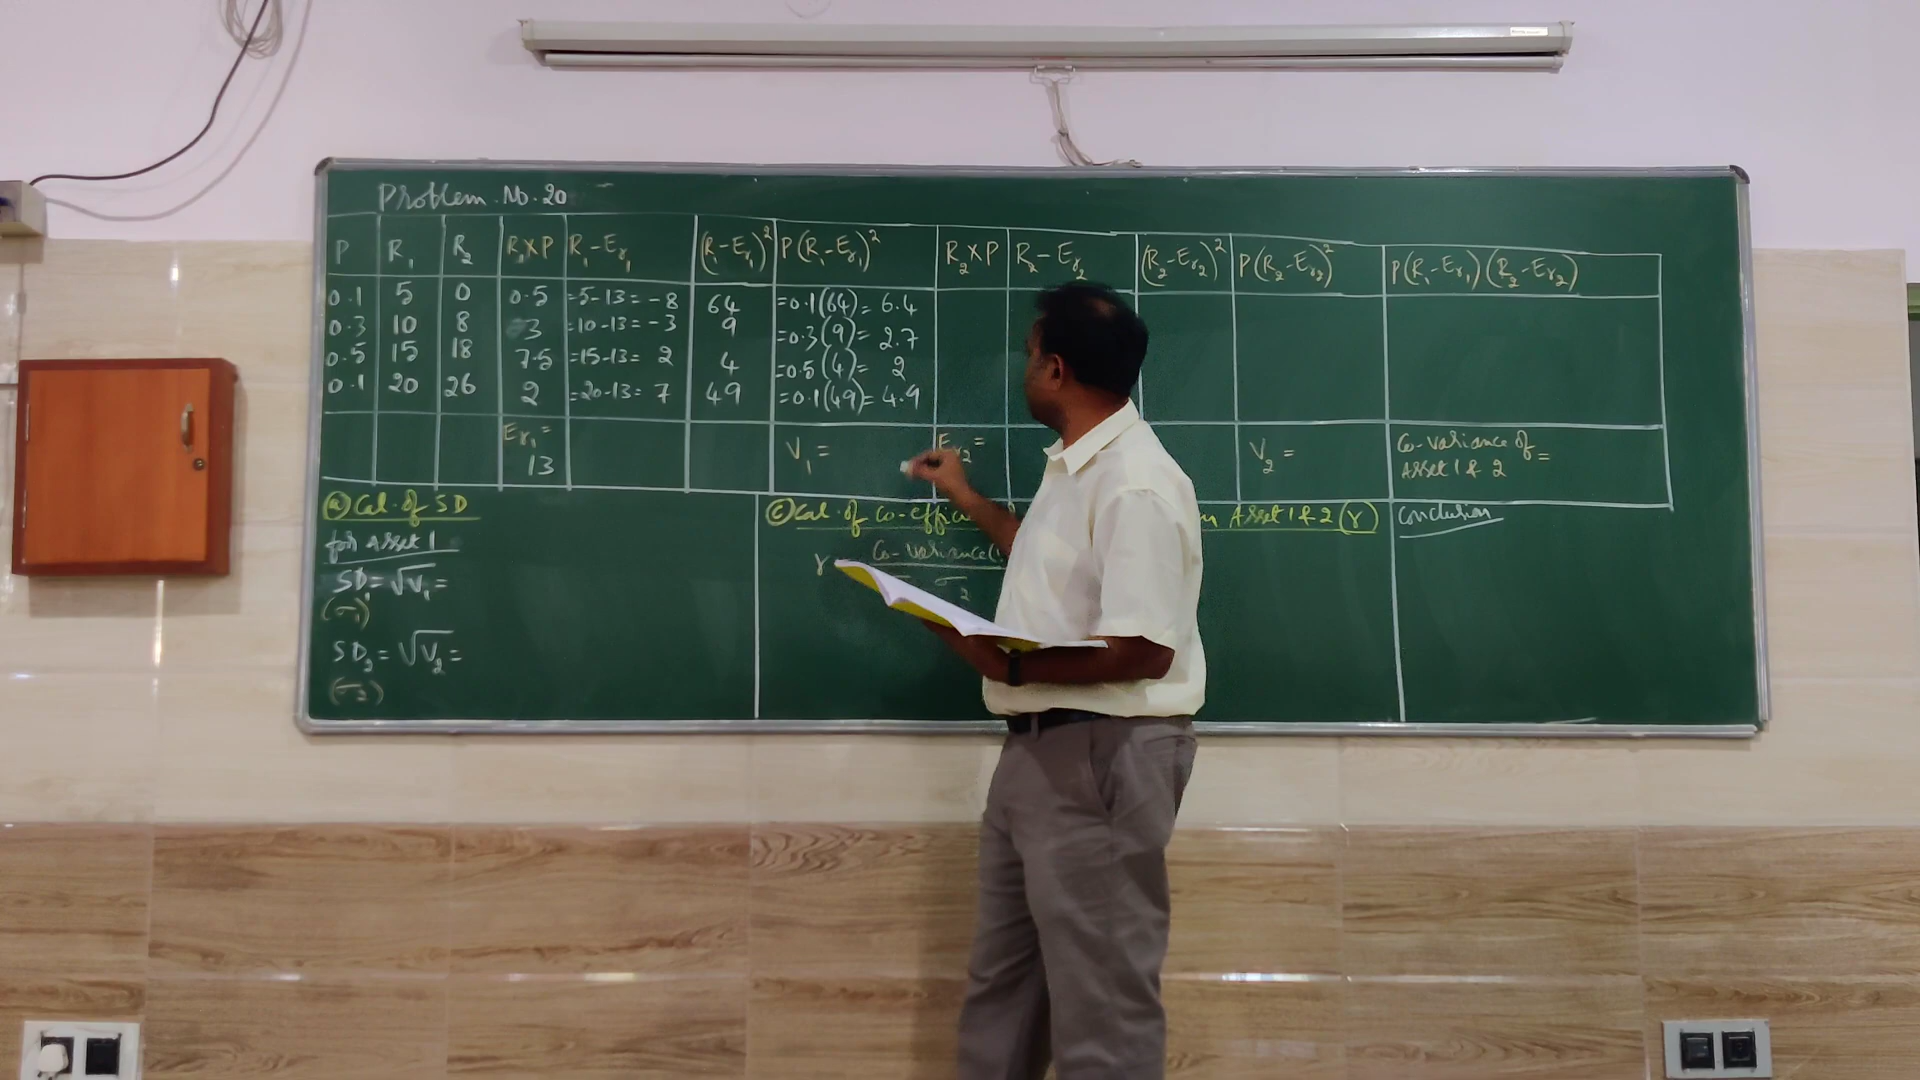 Problem. No. 20
P R₁ R₂ R₁XP R₁-Er₁ (R₁-Er₁)² P(R₁-Er₁)² R₂XP R₂-Er₂ (R₂-Er₂)² P(R₂-Er₂)² P(R₁-Er₁)(R₂-Er₂)
0.1 5 0 0.5 =5-13=-8 64 =0.1(64)= 6.4
0.3 10 8 3 =10-13=-3 9 =0.3(9)= 2.7
0.5 15 18 7.5 =15-13= 2 4 =0.5(4)= 2
0.1 20 26 2 =20-13= 7 49 =0.1(49)= 4.9
Er₁ = V₁ = Er₂ = V₂ = Co-variance of
13 Asset 1 & 2 =
(a) Cal. of SD
for Asset 1
SD₁ = √V₁ =
(σ₁)
SD₂ = √V₂ =
(σ₂)
(c) Cal. of Co- Asset 1 & 2 (r)
r = Co-variance(
σ₂
Conclusion